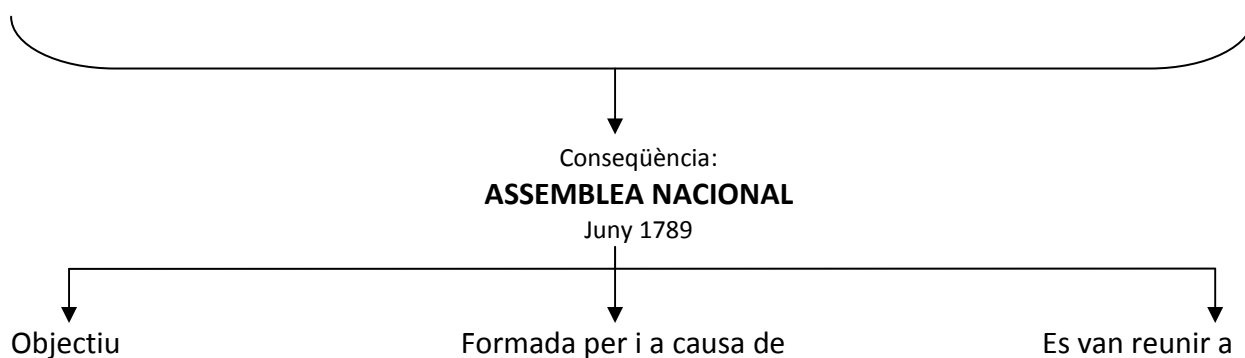 Conseqüència:
ASSEMBLEA NACIONAL
Juny 1789
Objectiu Formada per i a causa de Es van reunir a